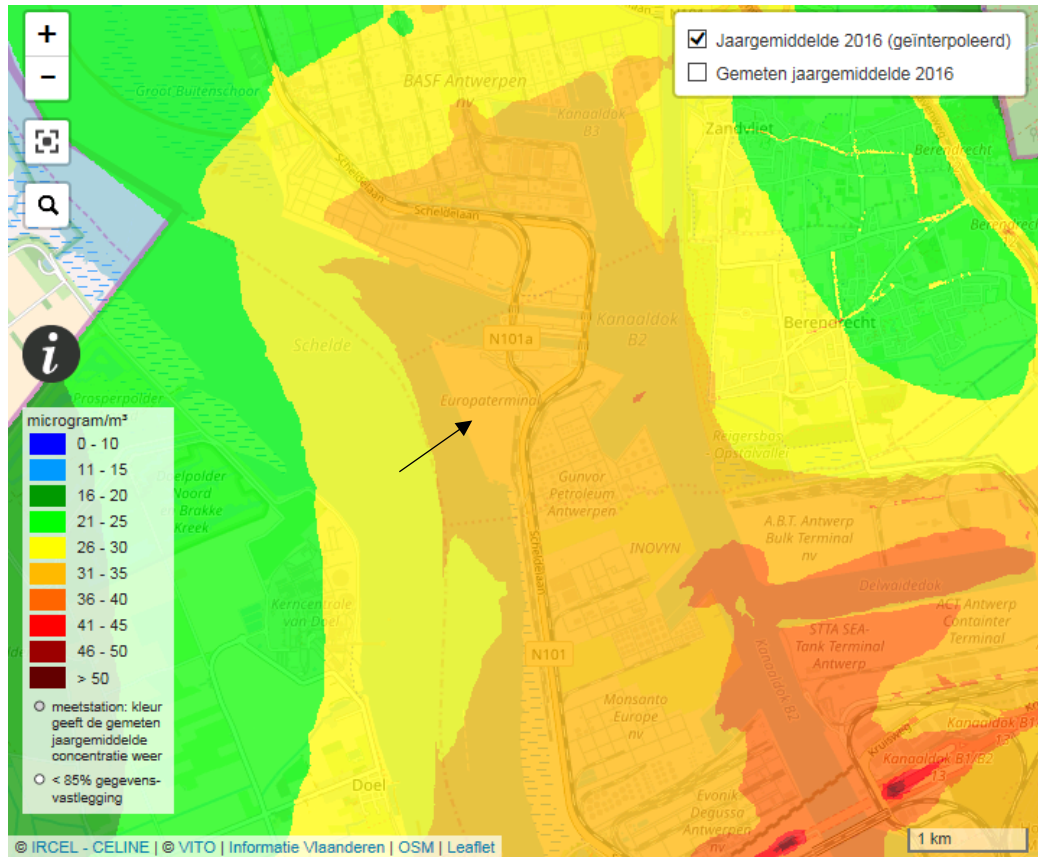 +
−
Jaargemiddelde 2016 (geïnterpoleerd)
Gemeten jaargemiddelde 2016
BASF Antwerpen
nv
Groot Buitenschoor
Kanaaldok
B3
Zandvliet
Berendrecht
Scheldelaan
Scheldelaan
Berendrecht
N101a
Kanaaldok
B2
Schelde
Berendrecht
i
Prosperpolder
Europaterminal
Reigersbos
- Opstalvallei
Doelpolder
Noord
en Brakke
Kreek
Gunvor
Petroleum
Antwerpen
Scheldelaan
INOVYN
A.B.T. Antwerp
Bulk Terminal
nv
Delwaidedok
ACT Antwerp
Containter
Terminal
Kerncentrale
van Doel
STTA SEA-
Tank Terminal
Antwerp
N101
Kanaaldok B2
Monsanto
Europe
nv
Kruisweg
Kanaaldok B1
Kanaaldok B1/B2
13
Doel
Evonik
Degussa
Antwerpen
nv
microgram/m³
0 - 10
11 - 15
16 - 20
21 - 25
26 - 30
31 - 35
36 - 40
41 - 45
46 - 50
> 50
meetstation: kleur
geeft de gemeten
jaargemiddelde
concentratie weer
< 85% gegevens-
vastlegging
© IRCEL - CELINE | © VITO | Informatie Vlaanderen | OSM | Leaflet
1 km